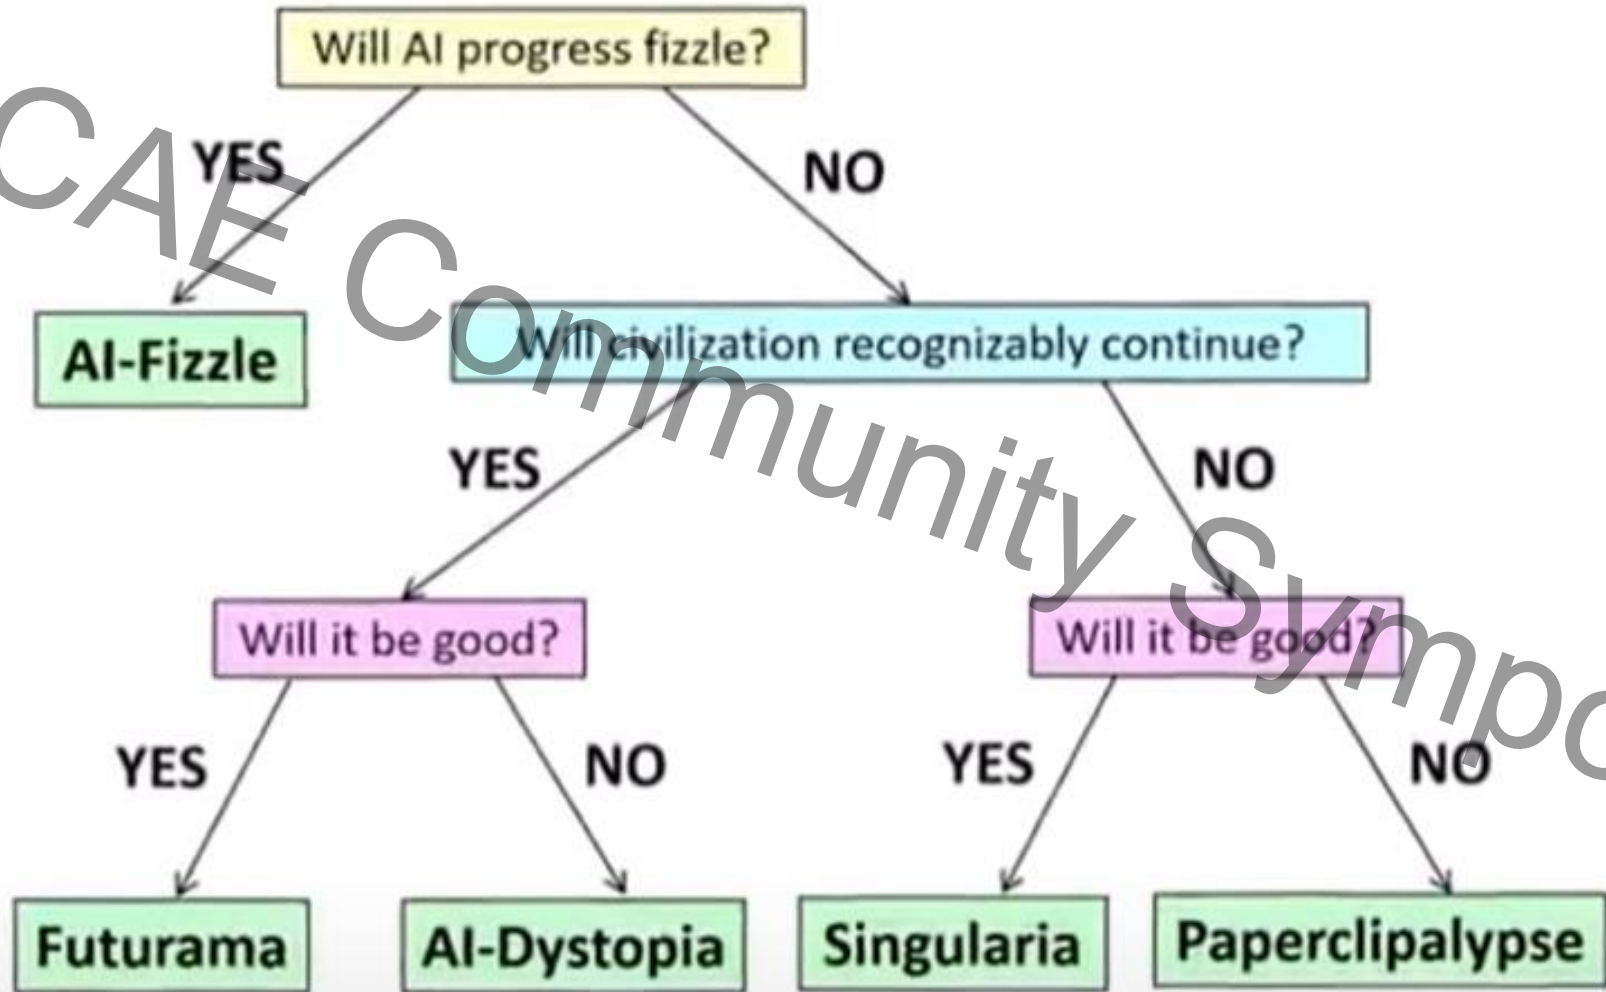 Will AI progress fizzle?
YES
NO
AI-Fizzle
Will civilization recognizably continue?
YES
NO
Will it be good?
Will it be good?
YES
NO
YES
NO
Futurama
AI-Dystopia
Singularia
Paperclipalypse
CAE Community Sympo